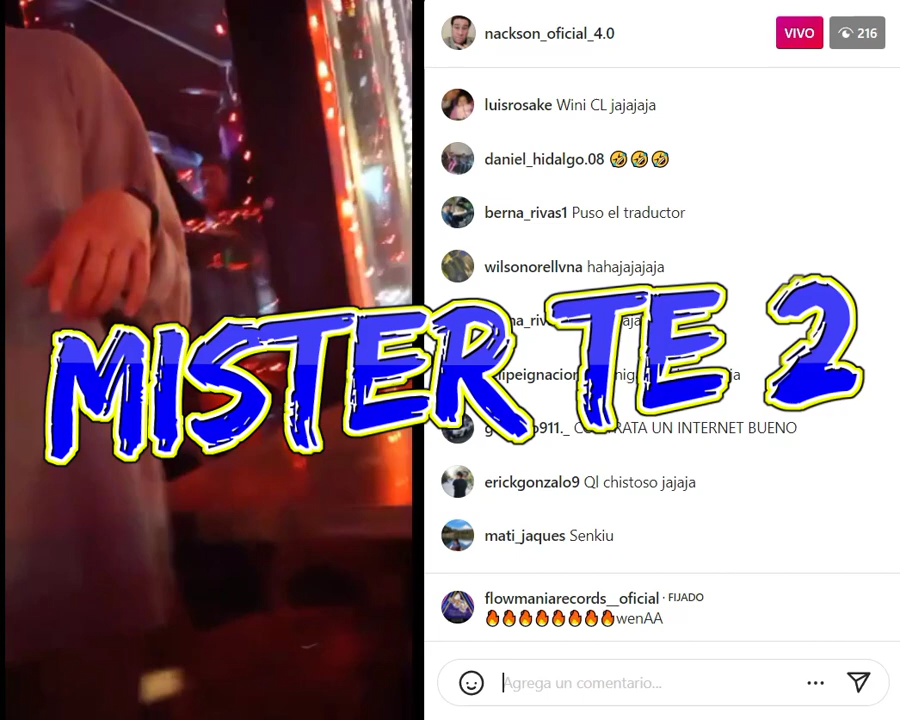 nackson_oficial_4.0
VIVO
216
luisrosake Wini CL jajajaja
daniel_hidalgo.08 🤣🤣🤣
berna_rivas1 Puso el traductor
wilsonorellvna hahajajajaja
MISTER TE 2
UN INTERNET BUENO
erickgonzalo9 Ql chistoso jajaja
mati_jaques Senkiu
flowmaniarecords__oficial · FIJADO
🔥🔥🔥🔥🔥🔥🔥🔥wenAA
Agrega un comentario...